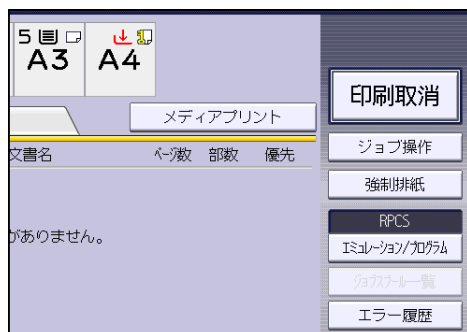 5
A3 A4
印刷取消
メディアプリント
ジョブ操作
文書名 ページ数 部数 優先
強制排紙
がありません。
RPCS
エミュレーション/プログラム
ジョブスプール一覧
エラー履歴